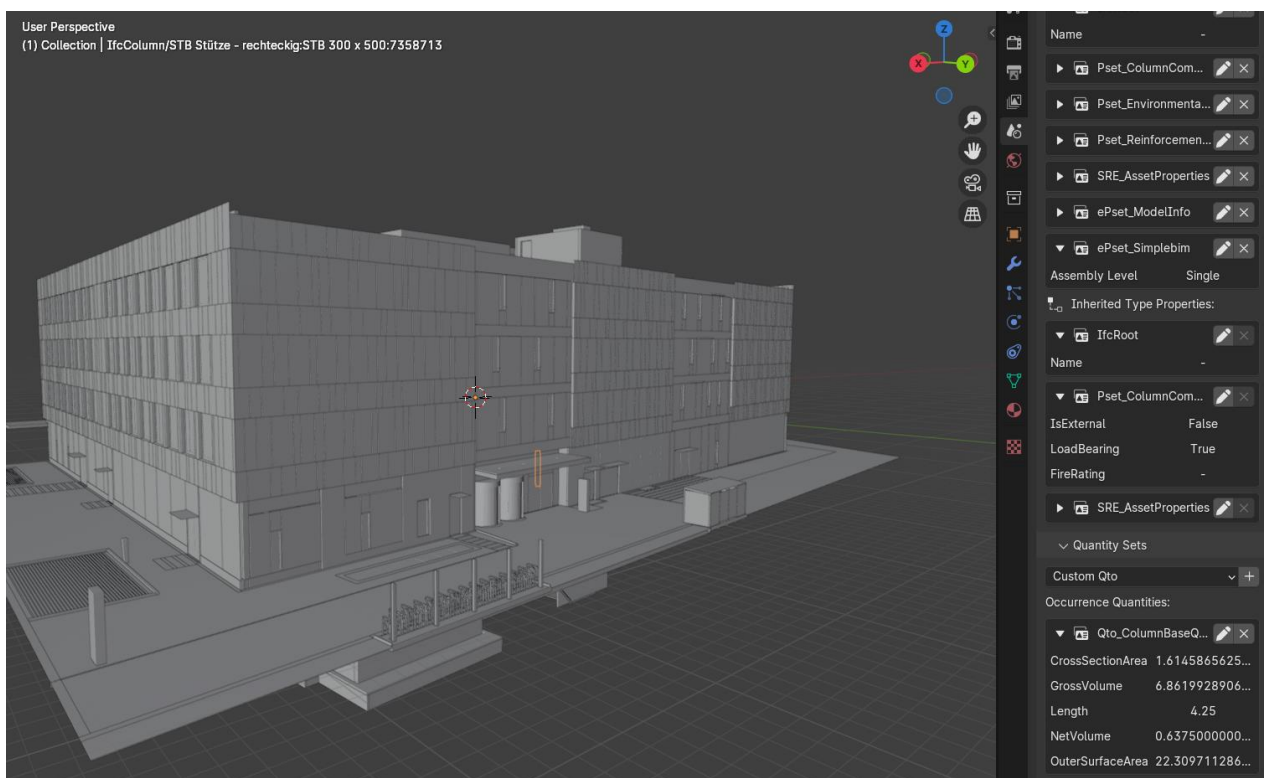 User Perspective
(1) Collection | IfcColumn/STB Stütze - rechteckig:STB 300 x 500:7358713
Z
X
Y
Name -
Pset_ColumnCom...
Pset_Environmenta...
Pset_Reinforcemen...
SRE_AssetProperties
ePset_ModelInfo
ePset_Simplebim
Assembly Level Single
Inherited Type Properties:
IfcRoot
Name -
Pset_ColumnCom...
IsExternal False
LoadBearing True
FireRating -
SRE_AssetProperties
Quantity Sets
Custom Qto
Occurrence Quantities:
Qto_ColumnBaseQ...
CrossSectionArea 1.6145865625...
GrossVolume 6.8619928906...
Length 4.25
NetVolume 0.6375000000...
OuterSurfaceArea 22.309711286...